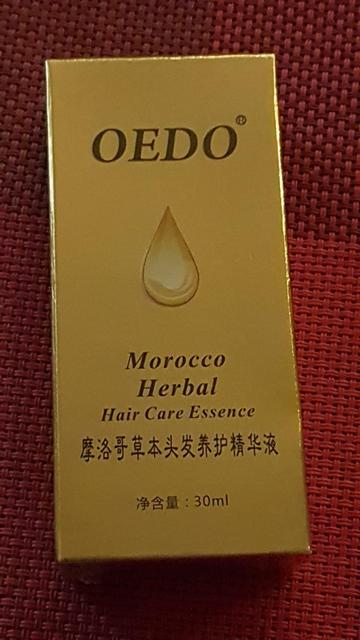 OEDO®
Morocco
Herbal
Hair Care Essence
摩洛哥草本头发养护精华液
净含量：30ml